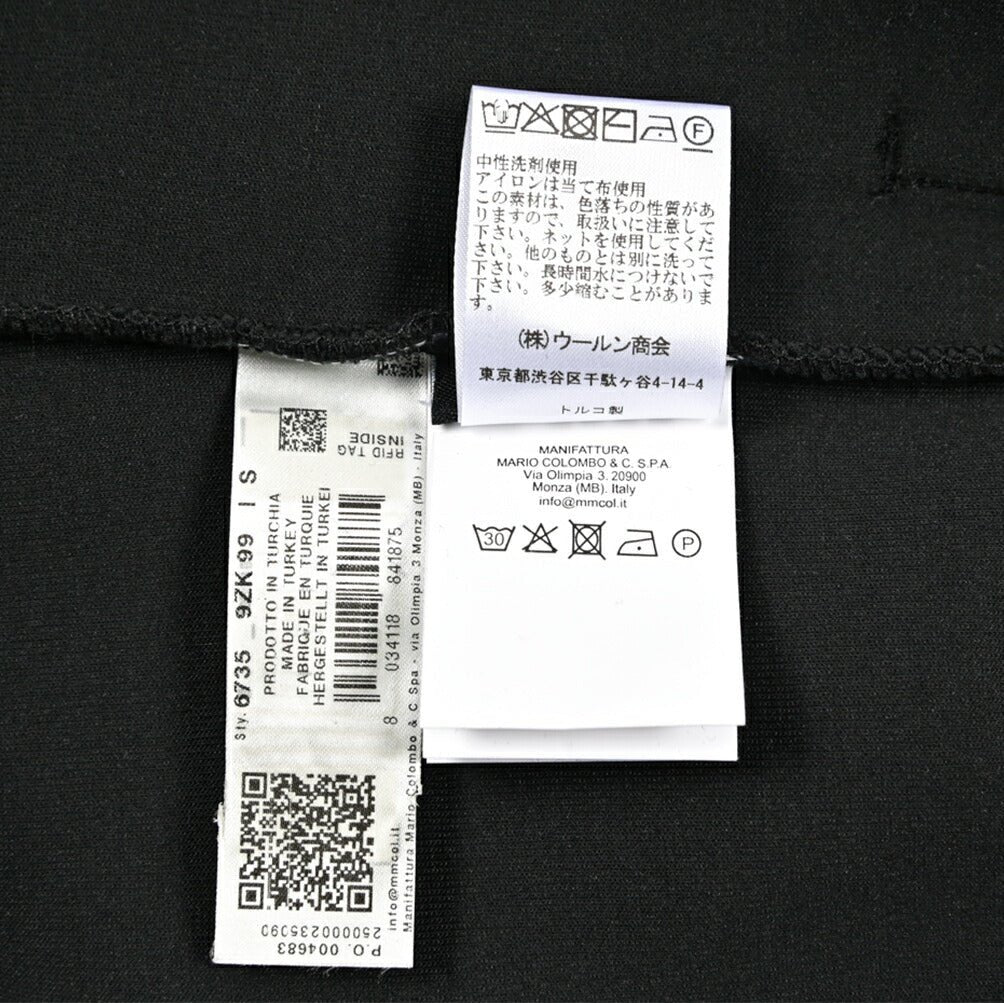 F
中性洗剤使用
アイロンは当て布使用
この素材は、色落ちの性質があ
りますので、取扱いに注意して
下さい。ネットを使用してくだ
さい。他のものとは別に洗って
下さい。長時間水につけないで
下さい。多少縮むことがありま
す。
(株)ウールン商会
東京都渋谷区千駄ヶ谷4-14-4
トルコ製
MANIFATTURA
MARIO COLOMBO & C. S.P.A.
Via Olimpia 3. 20900
Monza (MB). Italy
info@mmcol.it
30 P
RFID TAG
INSIDE
Sty. 6735 9ZK99 I S
PRODOTTO IN TURCHIA
MADE IN TURKEY
FABRIQUE EN TURQUIE
HERGESTELLT IN TURKEI
8 034118 841875
info@mmcol.it
Manifattura Mario Colombo & C Spa - via Olimpia 3 Monza (MB) - Italy
250000235090
P.O. 004683